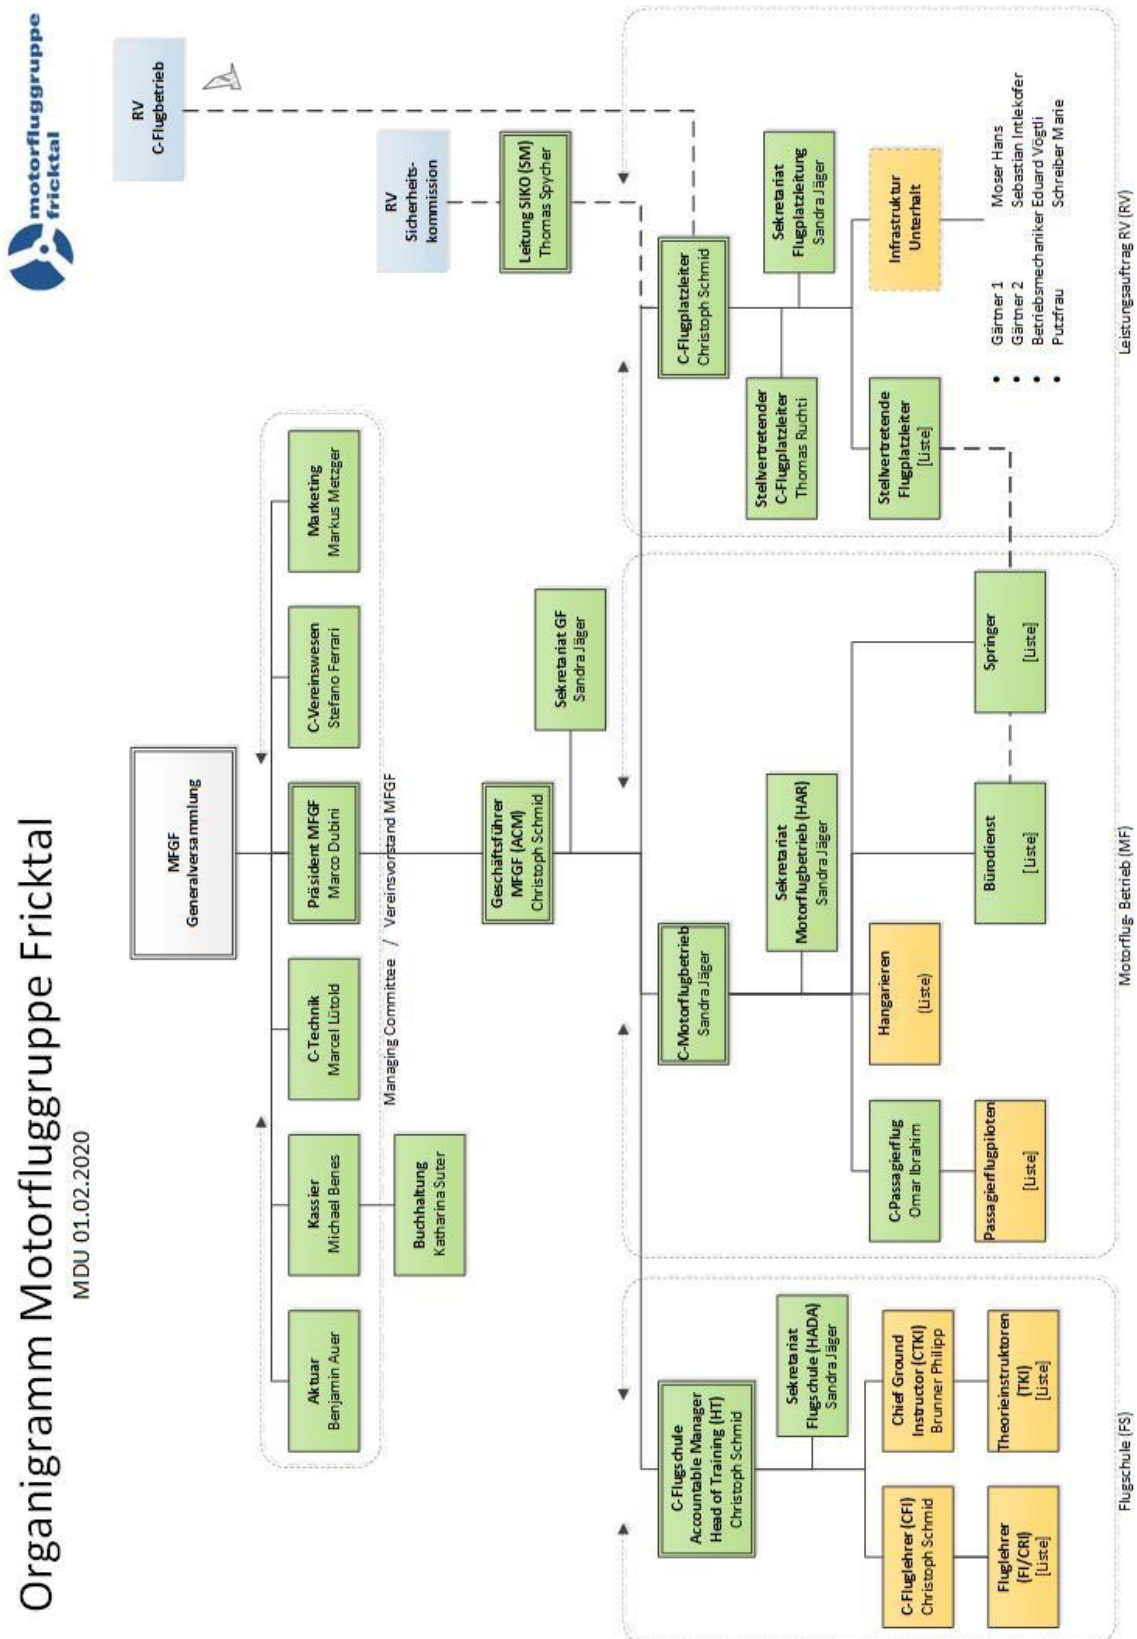 Organigramm Motorfluggruppe Fricktal
MDU 01.02.2020
motorfluggruppe
fricktal
MFGF
Generalversammlung
RV
C-Flugbetrieb
Aktuar
Benjamin Auer
Kassier
Michael Benes
C-Technik
Marcel Lütold
Präsident MFGF
Marco Dubini
C-Vereinswesen
Stefano Ferrari
Marketing
Markus Metzger
RV
Sicherheits-
kommission
Managing Committee / Vereinsvorstand MFGF
Buchhaltung
Katharina Suter
Geschäftsführer
MFGF (ACM)
Christoph Schmid
Leitung SIKO (SM)
Thomas Spycher
Sekretariat GF
Sandra Jäger
C-Flugschule
Accountable Manager
Head of Training (HT)
Christoph Schmid
Sekretariat
Flugschule (HADA)
Sandra Jäger
C-Fluglehrer (CFI)
Christoph Schmid
Chief Ground
Instructor (CTKI)
Brunner Philipp
Fluglehrer
(FI/CRI)
[Liste]
Theorieinstruktoren
(TKI)
[Liste]
Flugschule (FS)
C-Motorflugbetrieb
Sandra Jäger
Sekretariat
Motorflugbetrieb (HAR)
Sandra Jäger
C-Passagierflug
Omar Ibrahim
Hangarieren
(Liste)
Passagierflugpiloten
[Liste]
Bürodienst
[Liste]
Springer
[Liste]
Motorflug- Betrieb (MF)
C-Flugplatzleiter
Christoph Schmid
Stellvertretender
C-Flugplatzleiter
Thomas Ruchti
Sekretariat
Flugplatzleitung
Sandra Jäger
Stellvertretende
Flugplatzleiter
[Liste]
Infrastruktur
Unterhalt
• Gärtner 1 Moser Hans
• Gärtner 2 Sebastian Intlekofer
• Betriebsmechaniker Eduard Vögtli
• Putzfrau Schreiber Marie
Leistungsauftrag RV (RV)